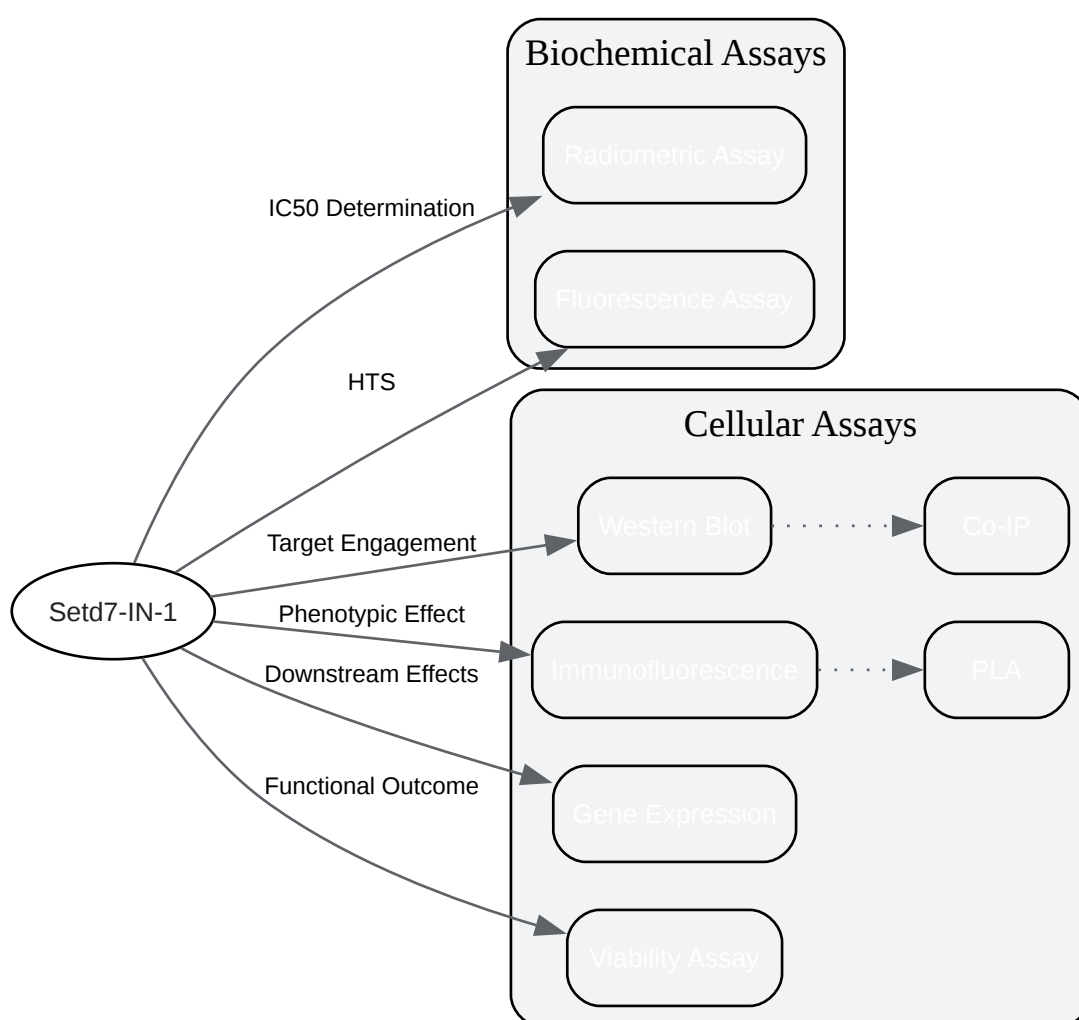 Biochemical Assays
Radiometric Assay
IC50 Determination
Fluorescence Assay
HTS
Cellular Assays
Western Blot
Co-IP
Target Engagement
Setd7-IN-1
Phenotypic Effect
Immunofluorescence
PLA
Downstream Effects
Functional Outcome
Gene Expression
Viability Assay